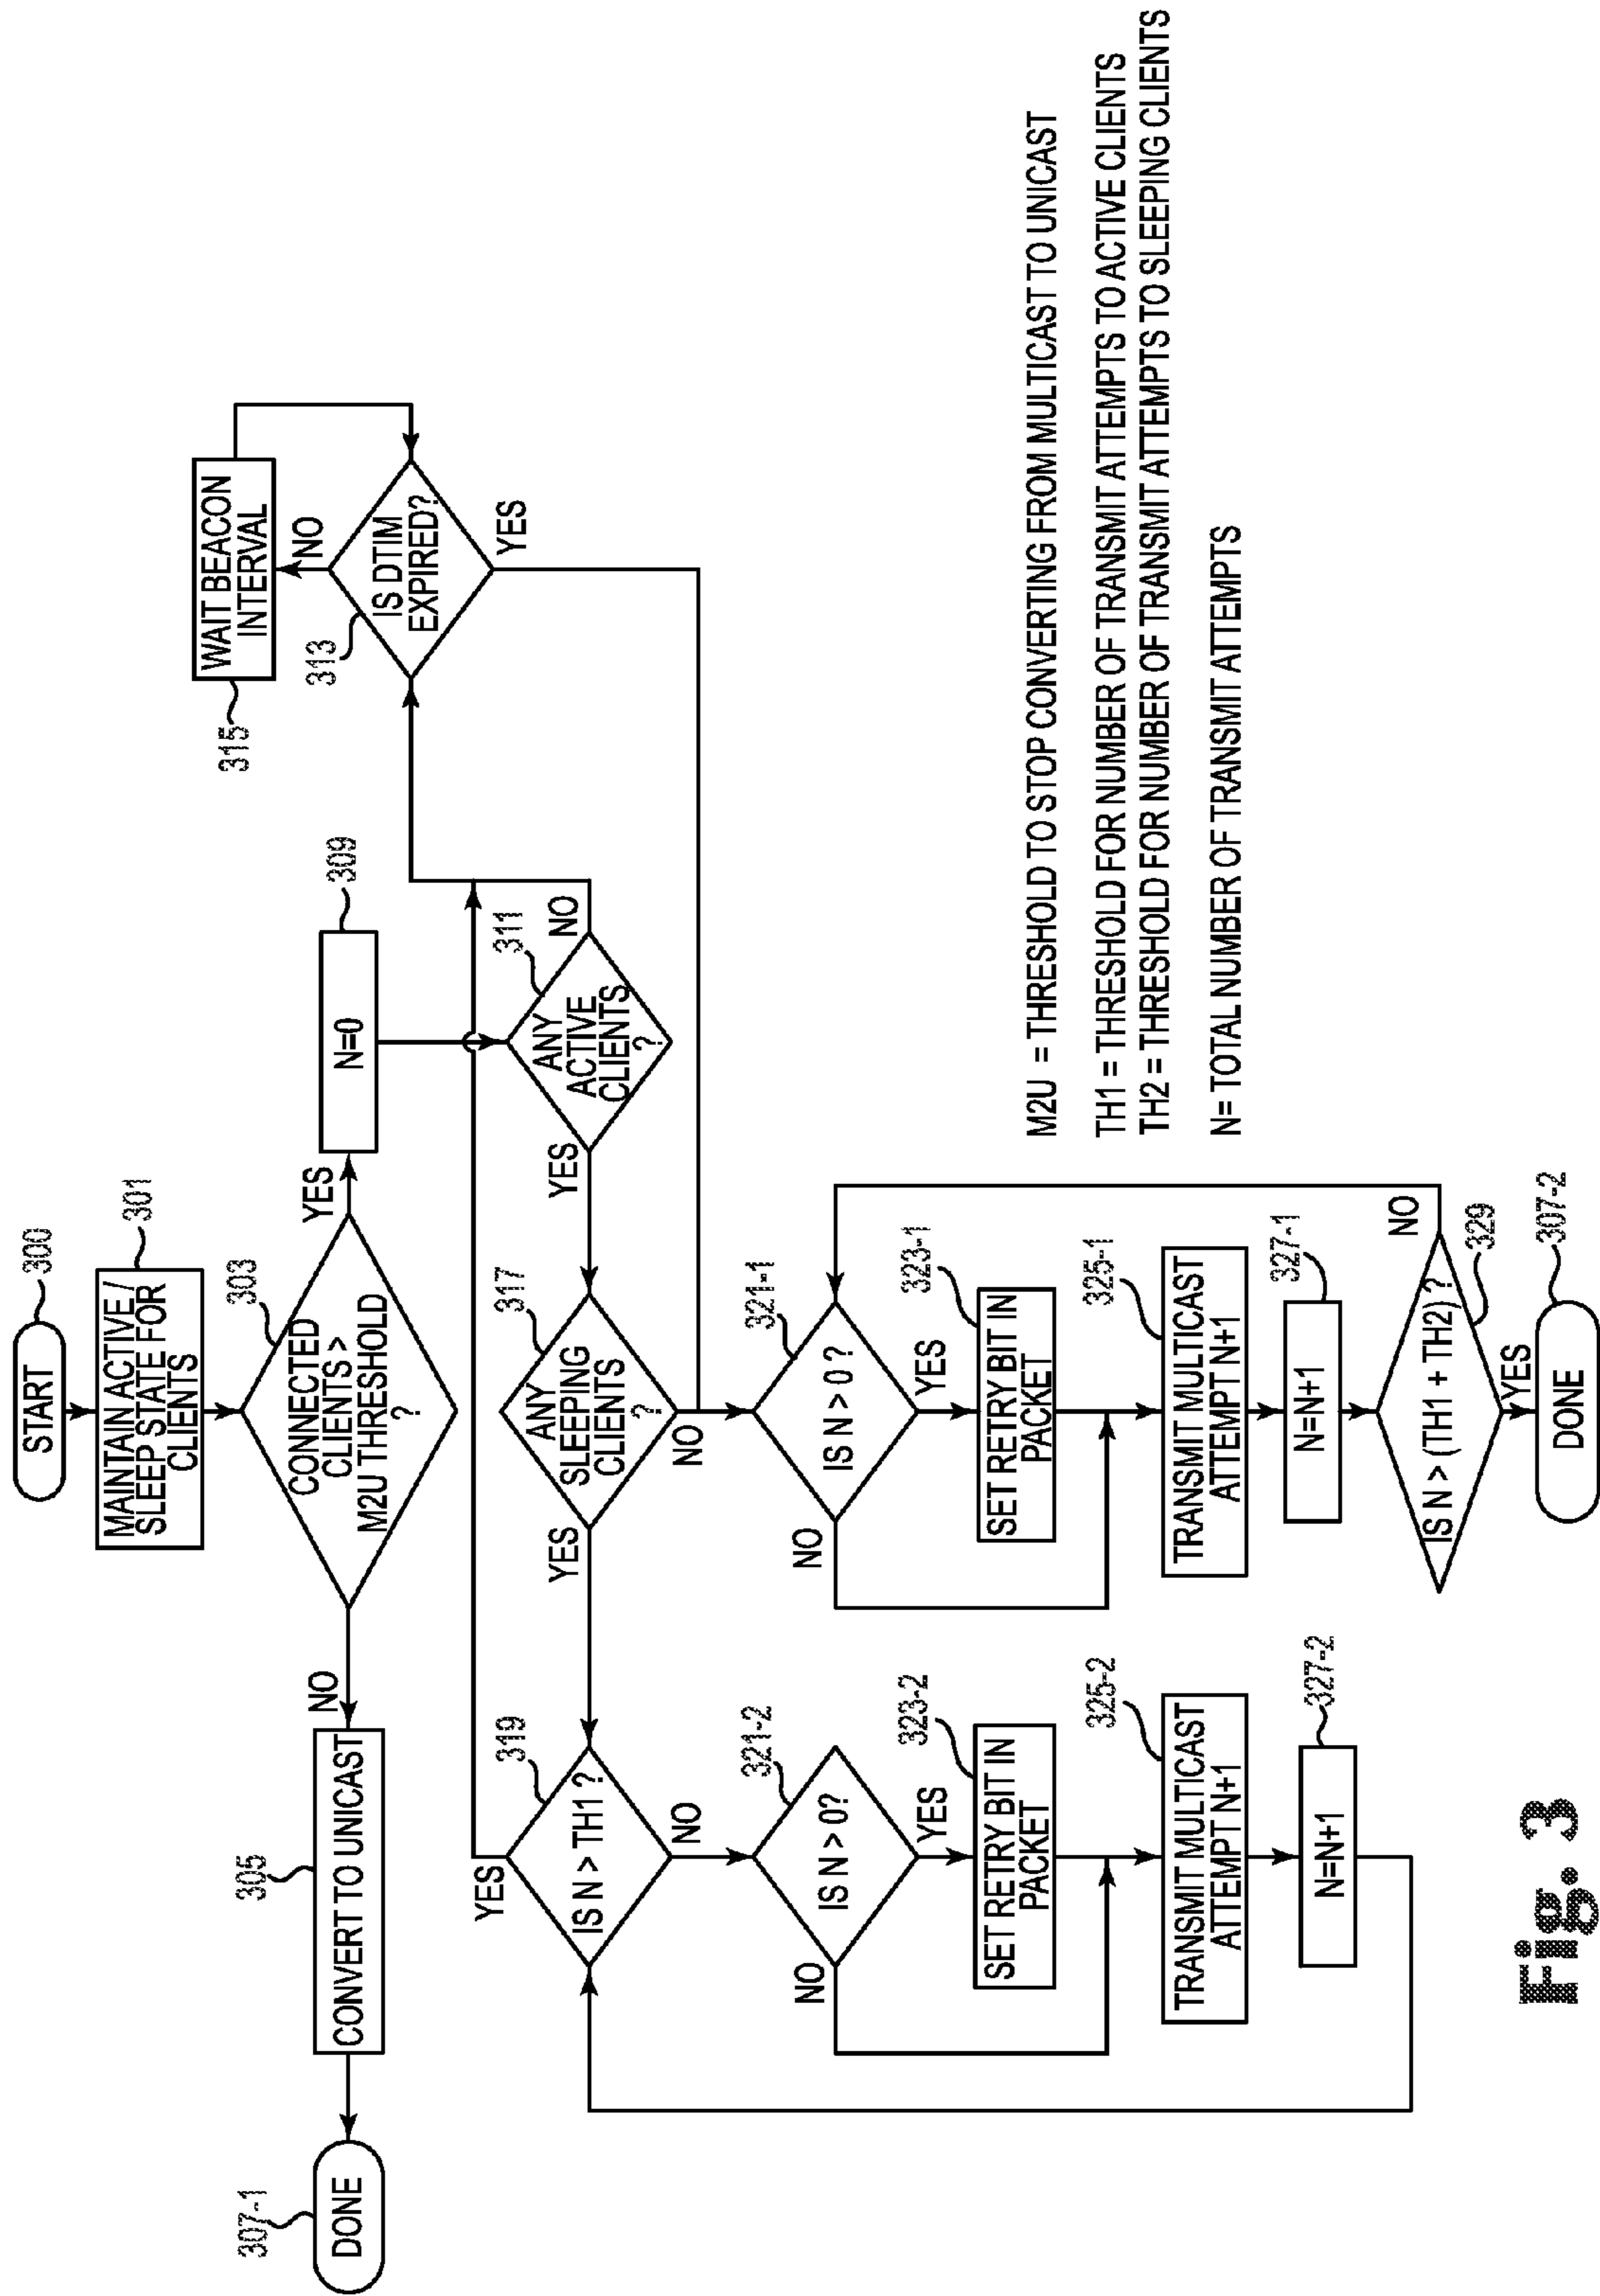 START
300
MAINTAIN ACTIVE /
SLEEP STATE FOR
CLIENTS
301
CONNECTED
CLIENTS >
M2U THRESHOLD
?
303
NO
YES
CONVERT TO UNICAST
305
DONE
307-1
N=0
309
ANY
ACTIVE
CLIENTS
?
311
YES
NO
IS DTIM
EXPIRED?
313
NO
YES
WAIT BEACON
INTERVAL
315
ANY
SLEEPING
CLIENTS
?
317
YES
NO
IS N > TH1 ?
319
YES
NO
IS N > 0?
321-2
NO
YES
SET RETRY BIT IN
PACKET
323-2
TRANSMIT MULTICAST
ATTEMPT N+1
325-2
N=N+1
327-2
IS N > 0 ?
321-1
NO
YES
SET RETRY BIT IN
PACKET
323-1
TRANSMIT MULTICAST
ATTEMPT N+1
325-1
N=N+1
327-1
IS N > (TH1 + TH2) ?
329
NO
YES
DONE
307-2
M2U = THRESHOLD TO STOP CONVERTING FROM MULTICAST TO UNICAST
TH1 = THRESHOLD FOR NUMBER OF TRANSMIT ATTEMPTS TO ACTIVE CLIENTS
TH2 = THRESHOLD FOR NUMBER OF TRANSMIT ATTEMPTS TO SLEEPING CLIENTS
N= TOTAL NUMBER OF TRANSMIT ATTEMPTS
Fig. 3